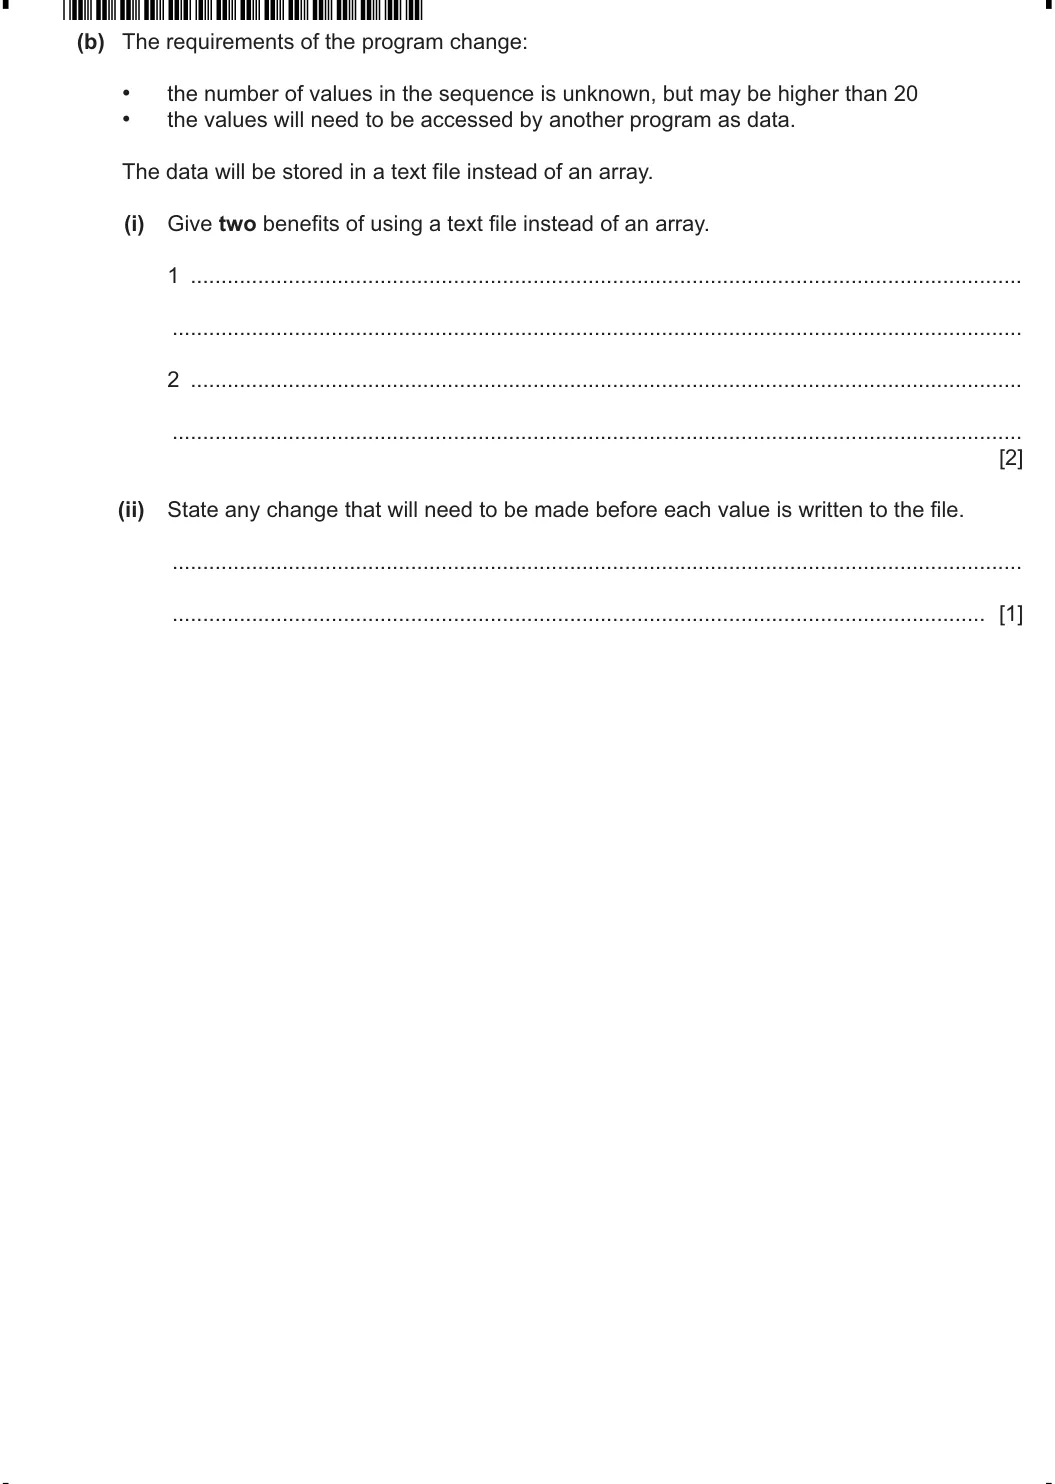 (b) The requirements of the program change:
• the number of values in the sequence is unknown, but may be higher than 20
• the values will need to be accessed by another program as data.
The data will be stored in a text file instead of an array.
(i) Give two benefits of using a text file instead of an array.
1 ................................................................................................................................................
................................................................................................................................................
2 ................................................................................................................................................
................................................................................................................................................
[2]
(ii) State any change that will need to be made before each value is written to the file.
................................................................................................................................................
................................................................................................................................ [1]